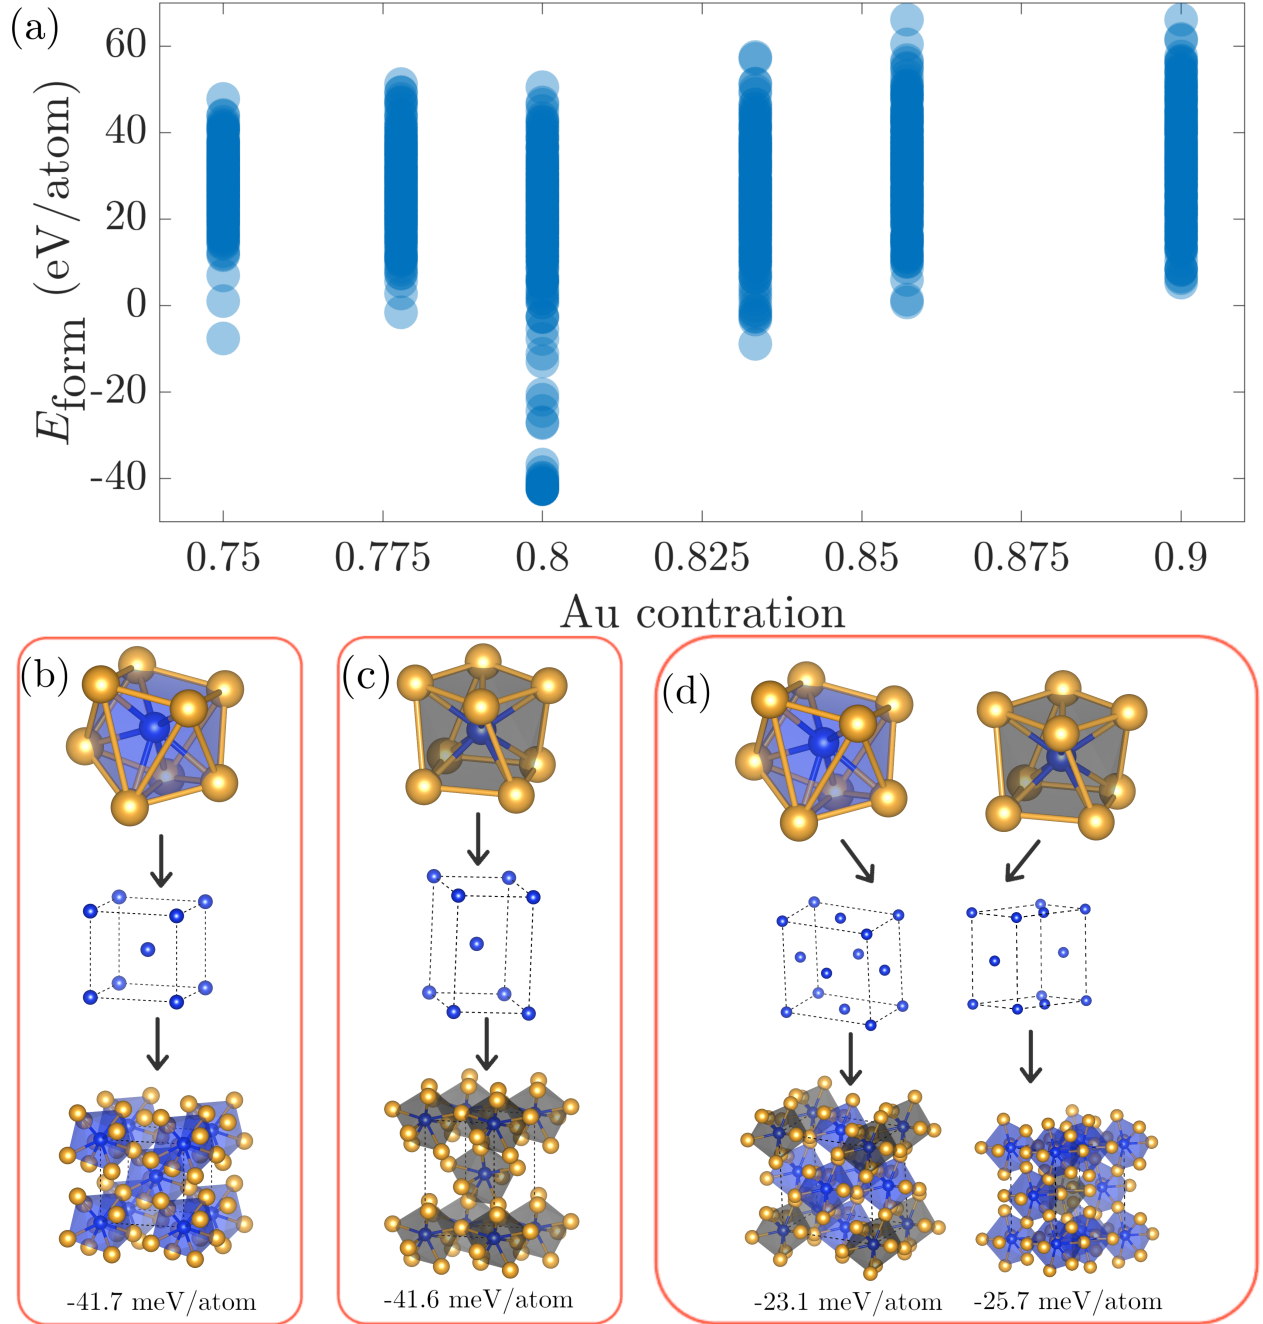 (a)
E_form (eV/atom)
60
40
20
0
-20
-40
0.75 0.775 0.8 0.825 0.85 0.875 0.9
Au contration
(b)
(c)
(d)
-41.7 meV/atom
-41.6 meV/atom
-23.1 meV/atom
-25.7 meV/atom